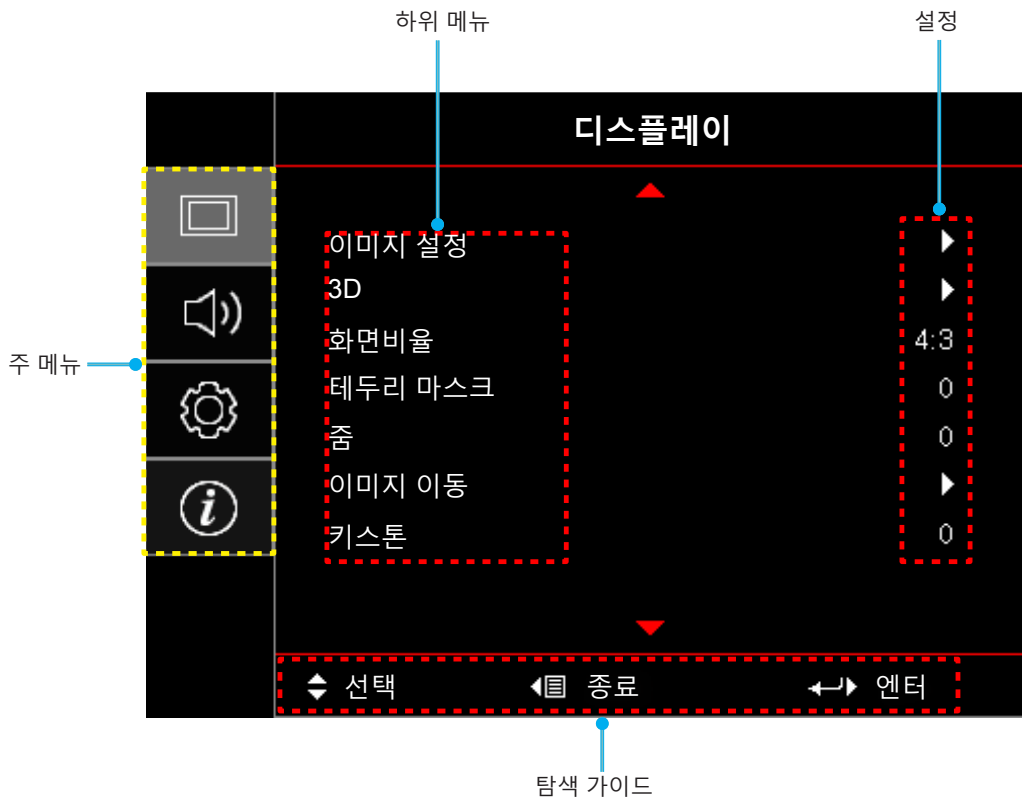 하위 메뉴 설정
디스플레이
이미지 설정
3D
화면비율 4:3
테두리 마스크 0
줌 0
이미지 이동
키스톤 0
주 메뉴
선택 종료 엔터
탐색 가이드